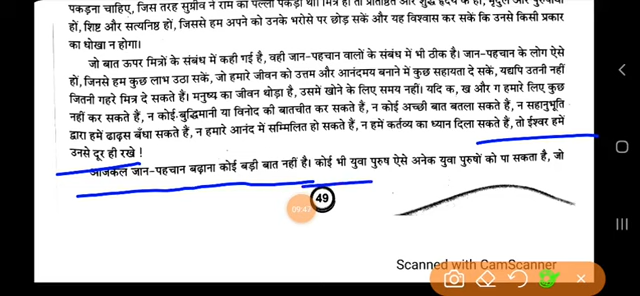 पकड़ना चाहिए, जिस तरह सुग्रीव ने राम का पल्ला पकड़ा था। मित्र हों तो प्रतिष्ठित और शुद्ध हृदय के हों, मृदुल और पुरुषार्थी
हों, शिष्ट और सत्यनिष्ठ हों, जिससे हम अपने को उनके भरोसे पर छोड़ सकें और यह विश्वास कर सकें कि उनसे किसी प्रकार
का धोखा न होगा।
जो बात ऊपर मित्रों के संबंध में कही गई है, वही जान-पहचान वालों के संबंध में भी ठीक है। जान-पहचान के लोग ऐसे
हों, जिनसे हम कुछ लाभ उठा सकें, जो हमारे जीवन को उत्तम और आनंदमय बनाने में कुछ सहायता दे सकें, यद्यपि उतनी नहीं
जितनी गहरे मित्र दे सकते हैं। मनुष्य का जीवन थोड़ा है, उसमें खोने के लिए समय नहीं। यदि क, ख और ग हमारे लिए कुछ
नहीं कर सकते हैं, न कोई बुद्धिमानी या विनोद की बातचीत कर सकते हैं, न कोई अच्छी बात बतला सकते हैं, न सहानुभूति
द्वारा हमें ढाढ़स बँधा सकते हैं, न हमारे आनंद में सम्मिलित हो सकते हैं, न हमें कर्तव्य का ध्यान दिला सकते हैं, तो ईश्वर हमें
उनसे दूर ही रखे !
आजकल जान-पहचान बढ़ाना कोई बड़ी बात नहीं है। कोई भी युवा पुरुष ऐसे अनेक युवा पुरुषों को पा सकता है, जो
49
Scanned with CamScanner